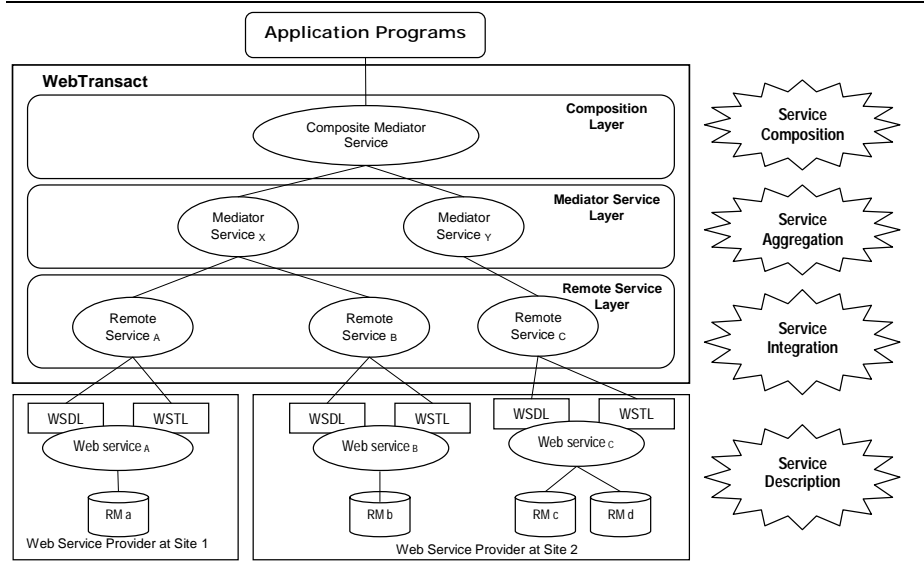 Application Programs
WebTransact
Composition
Layer
Composite Mediator
Service
Service
Composition
Mediator Service
Layer
Mediator
Service X
Mediator
Service Y
Service
Aggregation
Remote Service
Layer
Remote
Service A
Remote
Service B
Remote
Service C
Service
Integration
WSDL
WSTL
WSDL
WSTL
WSDL
WSTL
Web service A
Web service B
Web service C
Service
Description
RM a
RM b
RM c
RM d
Web Service Provider at Site 1
Web Service Provider at Site 2